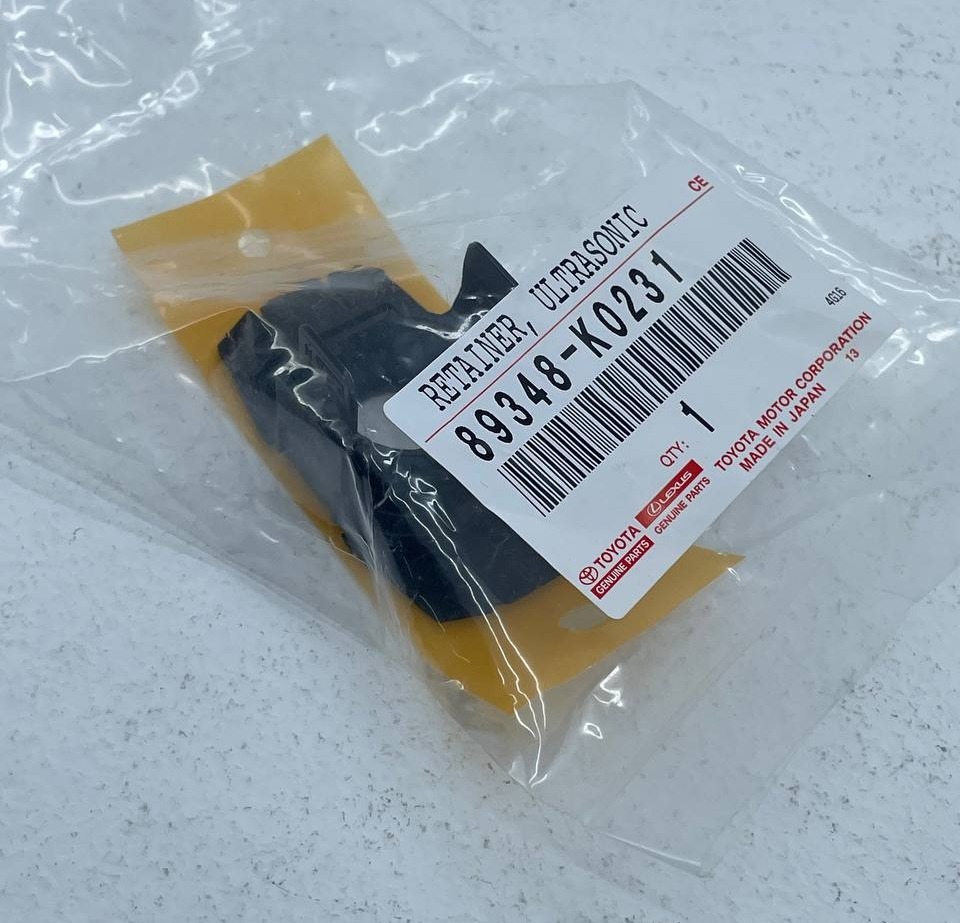 CE
RETAINER, ULTRASONIC
89348-K0231
4G16
QTY: 1
TOYOTA
GENUINE PARTS
LEXUS
GENUINE PARTS
TOYOTA MOTOR CORPORATION
MADE IN JAPAN 13